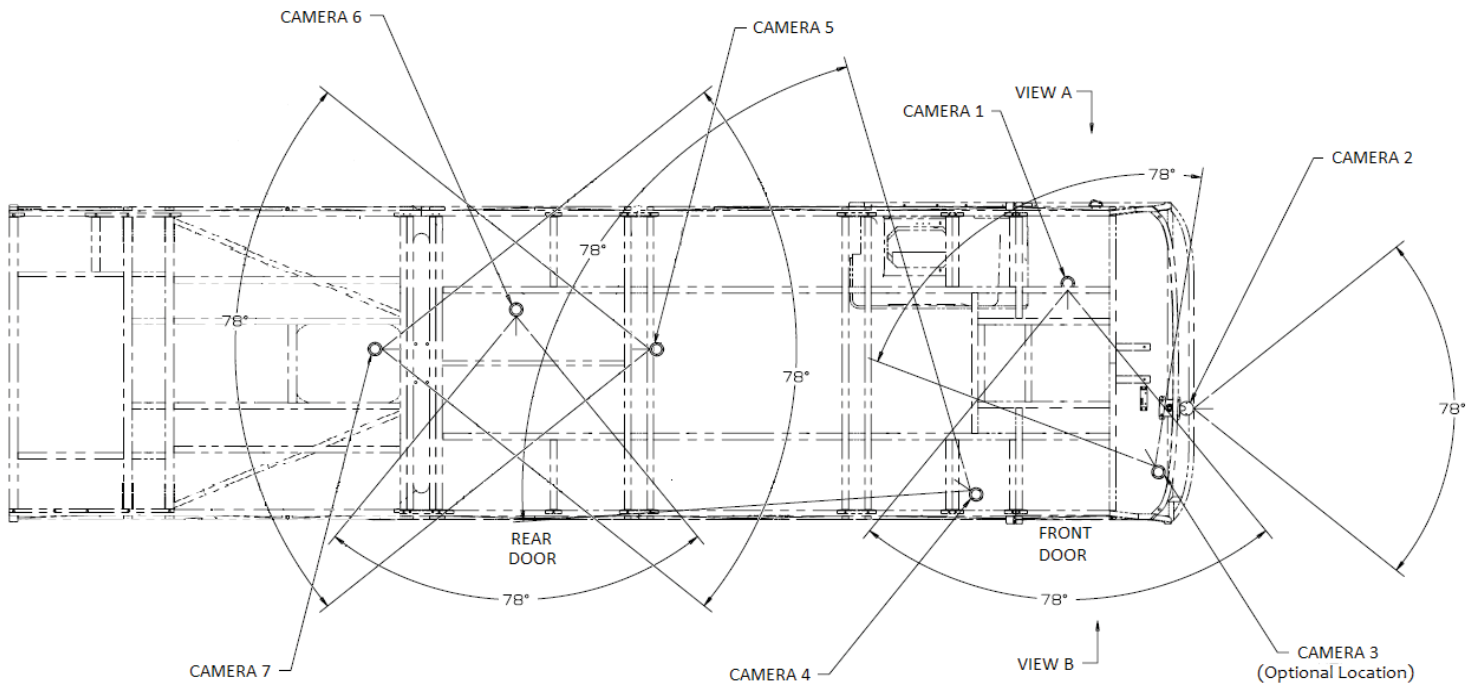 CAMERA 6
CAMERA 5
VIEW A
CAMERA 1
CAMERA 2
78°
78°
78°
78°
78°
REAR
DOOR
FRONT
DOOR
78°
78°
CAMERA 7
CAMERA 4
VIEW B
CAMERA 3
(Optional Location)